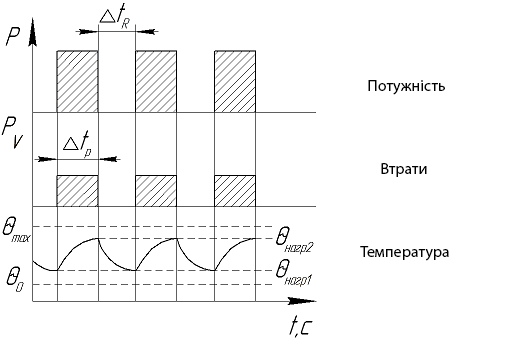 P
Δt_R
Потужність
P_V
Δt_p
Втрати
Θ_max
Θ_нагр2
Температура
Θ_0
Θ_нагр1
t,c